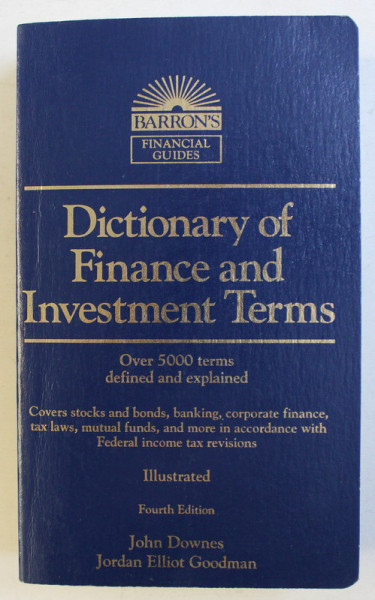 BARRON'S
FINANCIAL
GUIDES
Dictionary of
Finance and
Investment Terms
Over 5000 terms
defined and explained
Covers stocks and bonds, banking, corporate finance,
tax laws, mutual funds, and more in accordance with
Federal income tax revisions
Illustrated
Fourth Edition
John Downes
Jordan Elliot Goodman